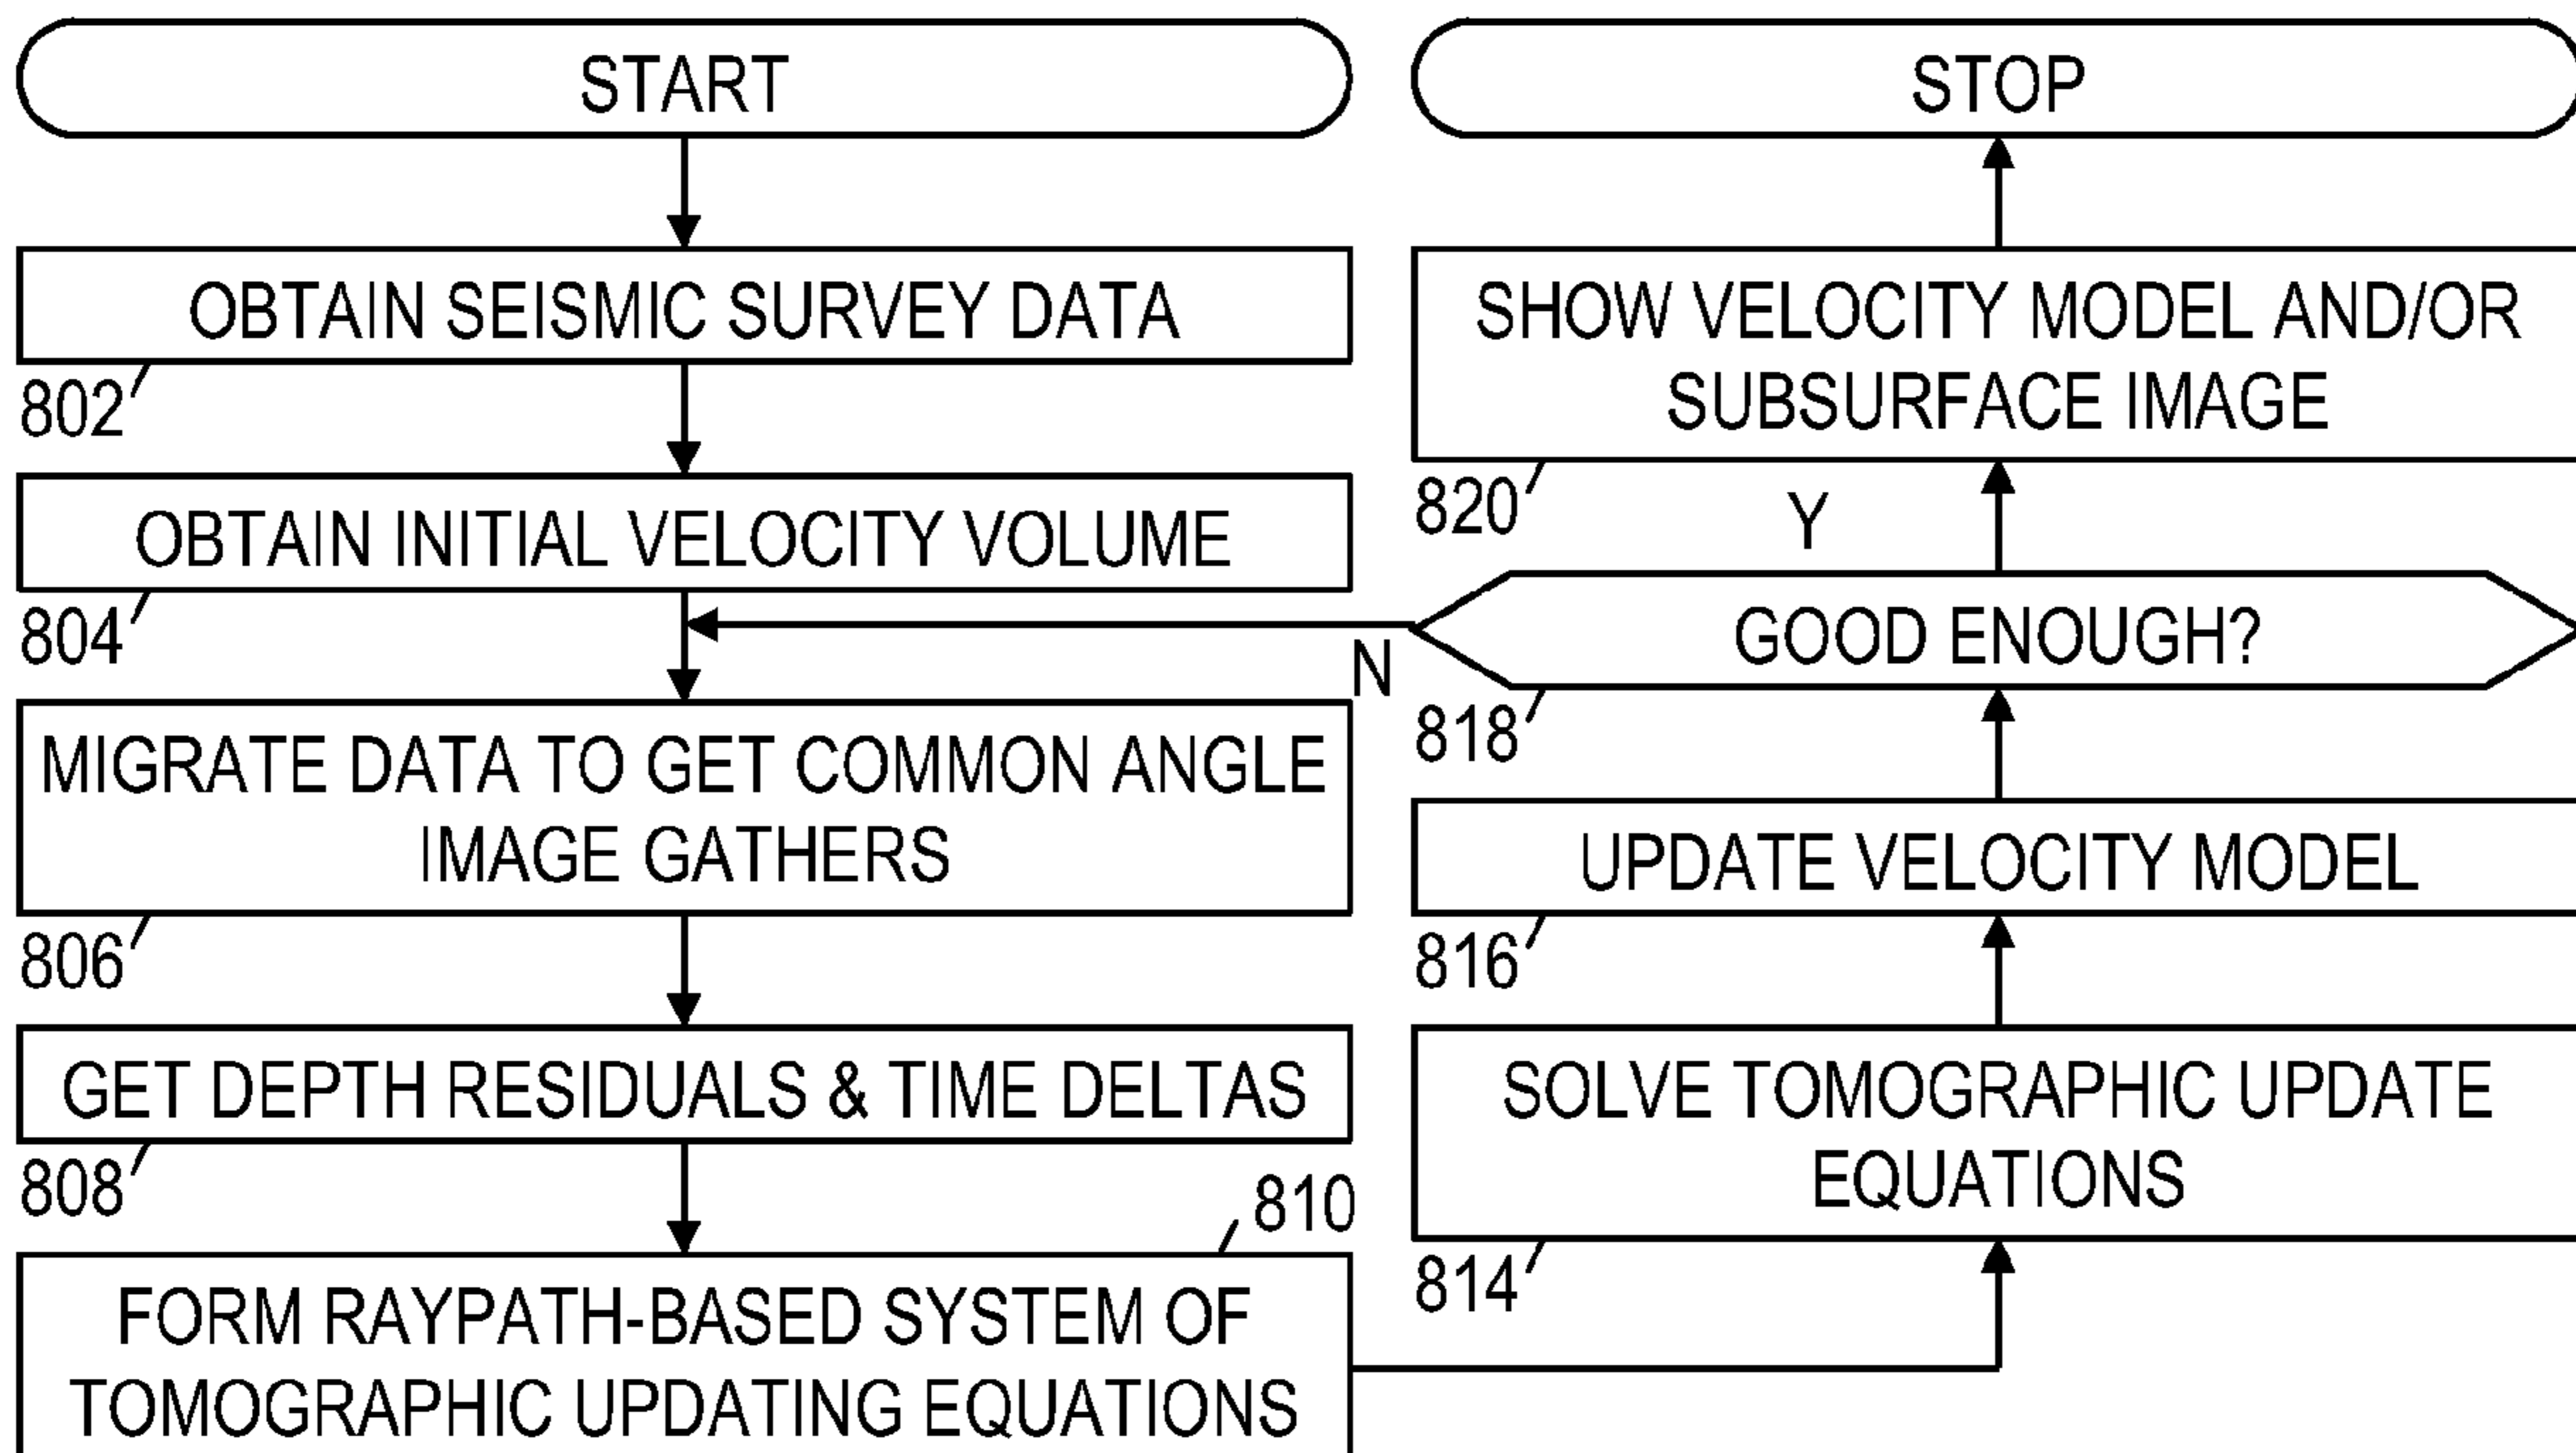 START
OBTAIN SEISMIC SURVEY DATA
802
OBTAIN INITIAL VELOCITY VOLUME
804
MIGRATE DATA TO GET COMMON ANGLE
IMAGE GATHERS
806
GET DEPTH RESIDUALS & TIME DELTAS
808
810
FORM RAYPATH-BASED SYSTEM OF
TOMOGRAPHIC UPDATING EQUATIONS
STOP
SHOW VELOCITY MODEL AND/OR
SUBSURFACE IMAGE
820
Y
GOOD ENOUGH?
N
818
UPDATE VELOCITY MODEL
816
SOLVE TOMOGRAPHIC UPDATE
EQUATIONS
814